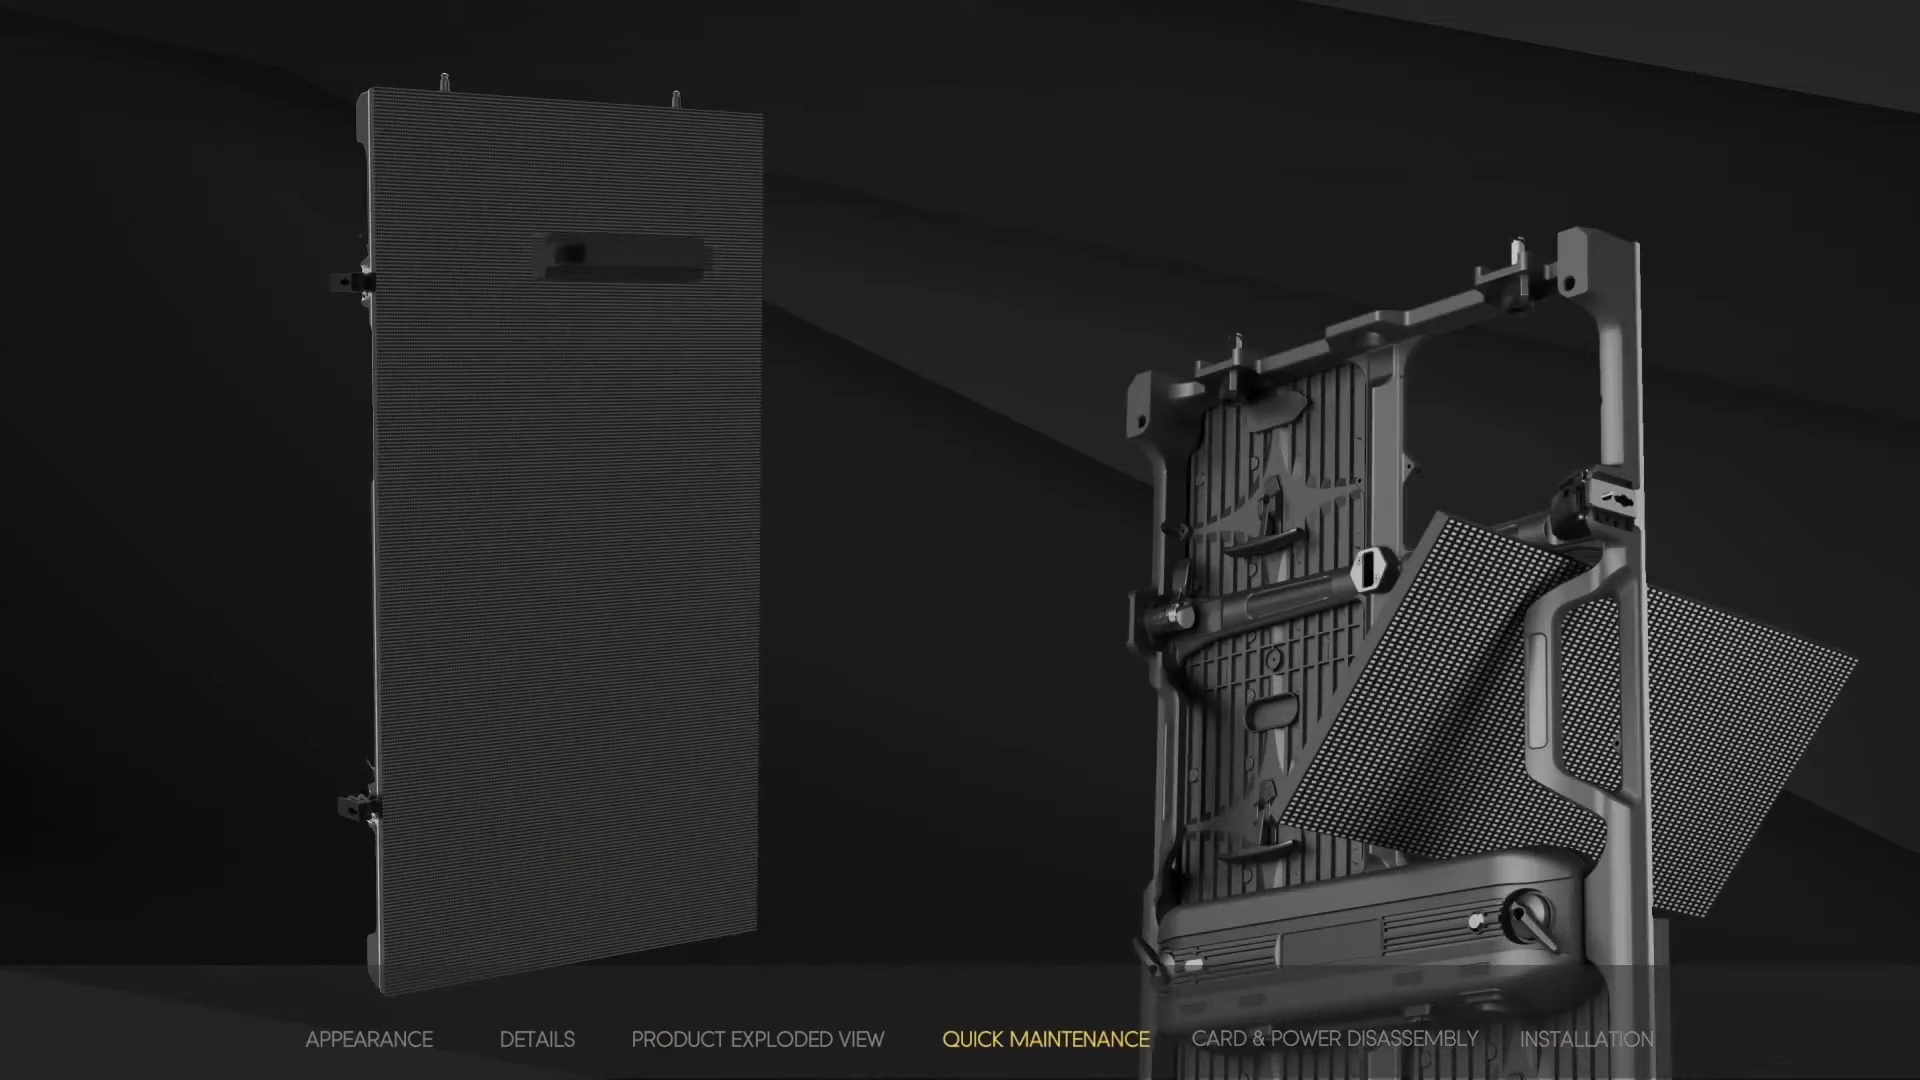 APPEARANCE
DETAILS
PRODUCT EXPLODED VIEW
QUICK MAINTENANCE
CARD & POWER DISASSEMBLY
INSTALLATION